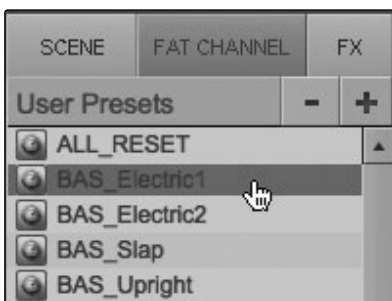 SCENE FAT CHANNEL FX
User Presets - +
ALL_RESET
BAS_Electric1
BAS_Electric2
BAS_Slap
BAS_Upright